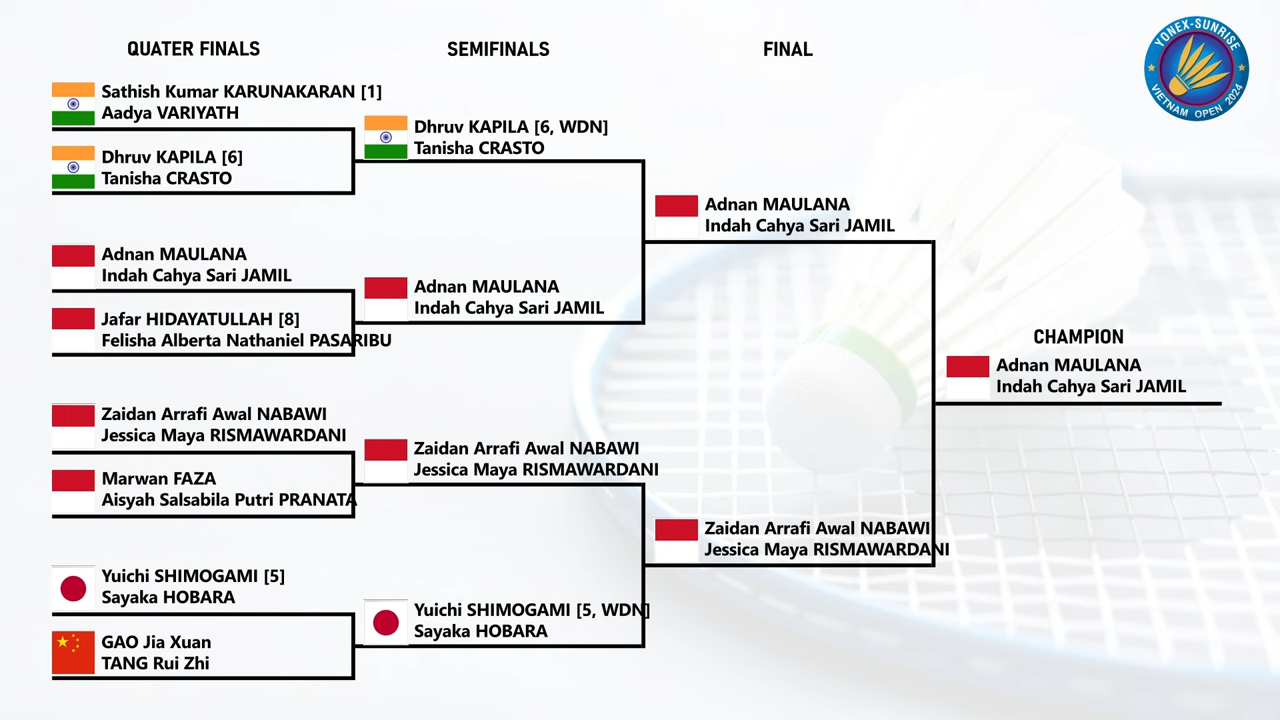 QUATER FINALS
SEMIFINALS
FINAL
YONEX-SUNRISE
VIETNAM OPEN 2024
Sathish Kumar KARUNAKARAN [1]
Aadya VARIYATH
Dhruv KAPILA [6]
Tanisha CRASTO
Adnan MAULANA
Indah Cahya Sari JAMIL
Jafar HIDAYATULLAH [8]
Felisha Alberta Nathaniel PASARIBU
Zaidan Arrafi Awal NABAWI
Jessica Maya RISMAWARDANI
Marwan FAZA
Aisyah Salsabila Putri PRANATA
Yuichi SHIMOGAMI [5]
Sayaka HOBARA
GAO Jia Xuan
TANG Rui Zhi
Dhruv KAPILA [6, WDN]
Tanisha CRASTO
Adnan MAULANA
Indah Cahya Sari JAMIL
Zaidan Arrafi Awal NABAWI
Jessica Maya RISMAWARDANI
Yuichi SHIMOGAMI [5, WDN]
Sayaka HOBARA
Adnan MAULANA
Indah Cahya Sari JAMIL
Zaidan Arrafi Awal NABAWI
Jessica Maya RISMAWARDANI
CHAMPION
Adnan MAULANA
Indah Cahya Sari JAMIL